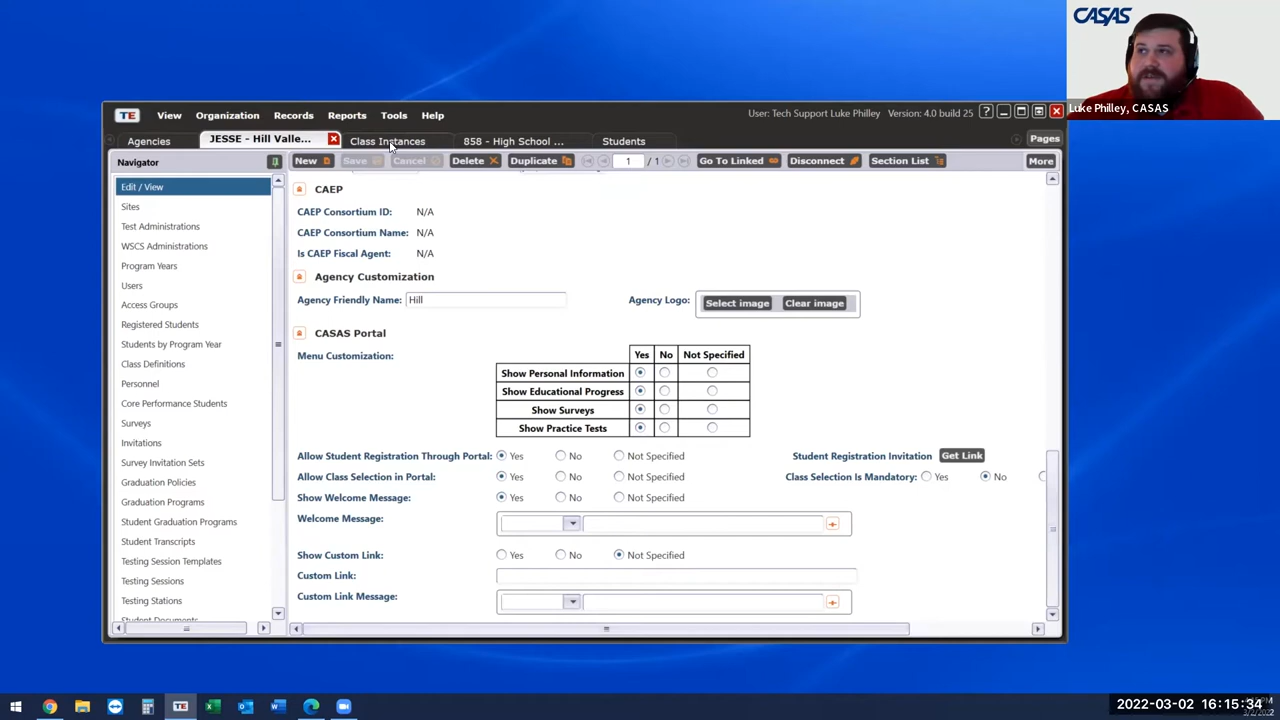 CASAS
Luke Philley, CASAS
TE View Organization Records Reports Tools Help User: Tech Support Luke Philley Version: 4.0 build 25 ?
Agencies JESSE - Hill Valle... Class Instances 858 - High School ... Students Pages
Navigator New Save Cancel Delete Duplicate 1 / 1 Go To Linked Disconnect Section List More
Edit / View
Sites
Test Administrations
WSCS Administrations
Program Years
Users
Access Groups
Registered Students
Students by Program Year
Class Definitions
Personnel
Core Performance Students
Surveys
Invitations
Survey Invitation Sets
Graduation Policies
Graduation Programs
Student Graduation Programs
Student Transcripts
Testing Session Templates
Testing Sessions
Testing Stations
Student Documents
CAEP
CAEP Consortium ID: N/A
CAEP Consortium Name: N/A
Is CAEP Fiscal Agent: N/A
Agency Customization
Agency Friendly Name: Hill Agency Logo: Select image Clear image
CASAS Portal
Menu Customization:
Yes No Not Specified
Show Personal Information
Show Educational Progress
Show Surveys
Show Practice Tests
Allow Student Registration Through Portal: Yes No Not Specified Student Registration Invitation Get Link
Allow Class Selection in Portal: Yes No Not Specified Class Selection Is Mandatory: Yes No
Show Welcome Message: Yes No Not Specified
Welcome Message:
Show Custom Link: Yes No Not Specified
Custom Link:
Custom Link Message:
TE
2022-03-02 16:15:34